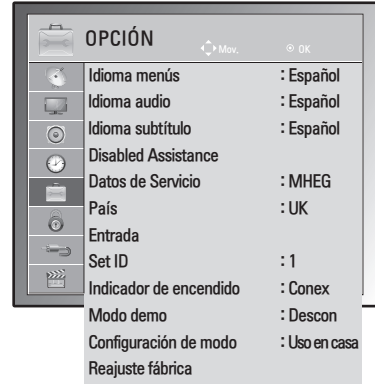 OPCIÓN Mov. OK
Idioma menús : Español
Idioma audio : Español
Idioma subtítulo : Español
Disabled Assistance
Datos de Servicio : MHEG
País : UK
Entrada
Set ID : 1
Indicador de encendido : Conex
Modo demo : Descon
Configuración de modo : Uso en casa
Reajuste fábrica